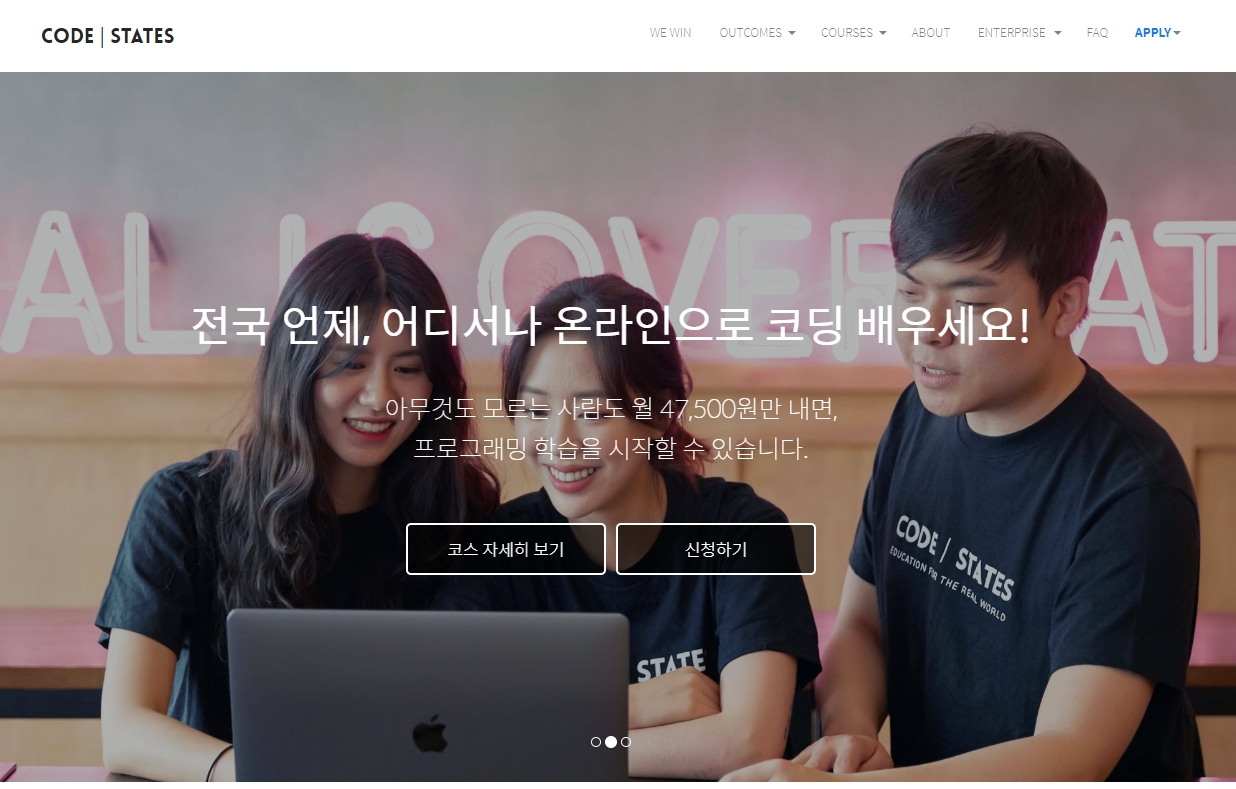 CODE | STATES
WE WIN OUTCOMES COURSES ABOUT ENTERPRISE FAQ APPLY
전국 언제, 어디서나 온라인으로 코딩 배우세요!
아무것도 모르는 사람도 월 47,500원만 내면,
프로그래밍 학습을 시작할 수 있습니다.
코스 자세히 보기
신청하기
CODE | STATES
EDUCATION FOR THE REAL WORLD
STATE